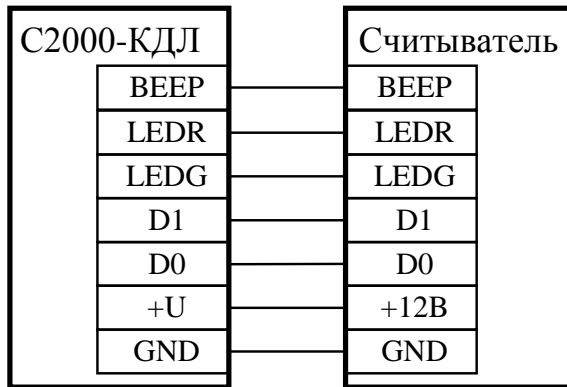 С2000-КДЛ Считыватель
BEEP BEEP
LEDR LEDR
LEDG LEDG
D1 D1
D0 D0
+U +12В
GND GND